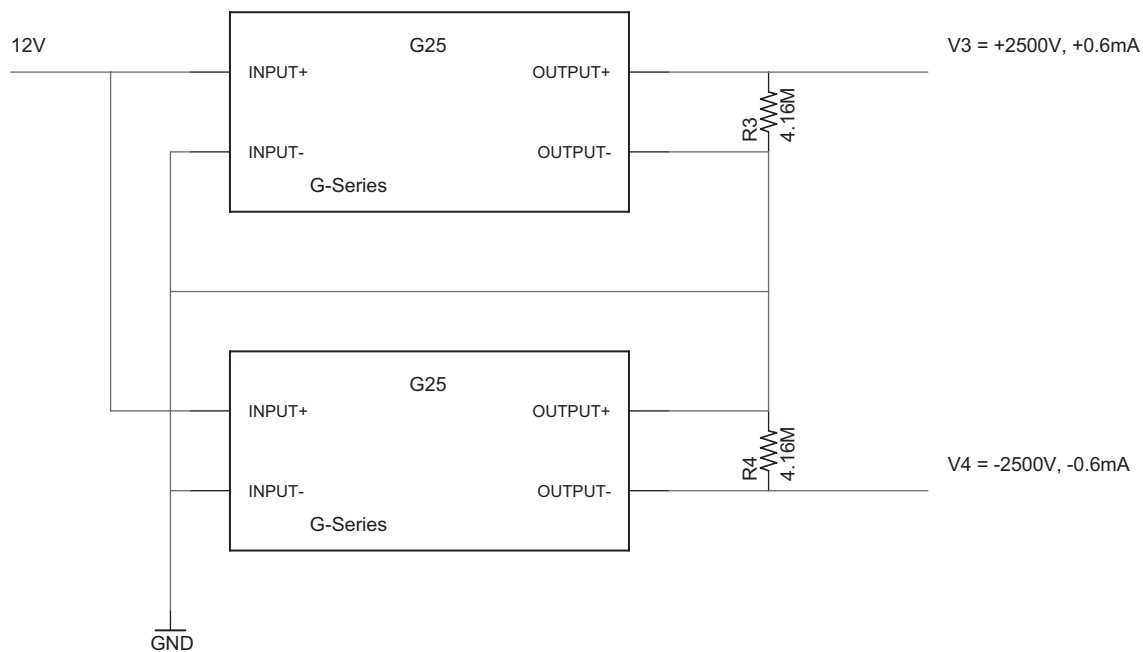 12V
G25
V3 = +2500V, +0.6mA
INPUT+
OUTPUT+
R3
4.16M
INPUT-
OUTPUT-
G-Series
G25
INPUT+
OUTPUT+
R4
4.16M
V4 = -2500V, -0.6mA
INPUT-
OUTPUT-
G-Series
GND